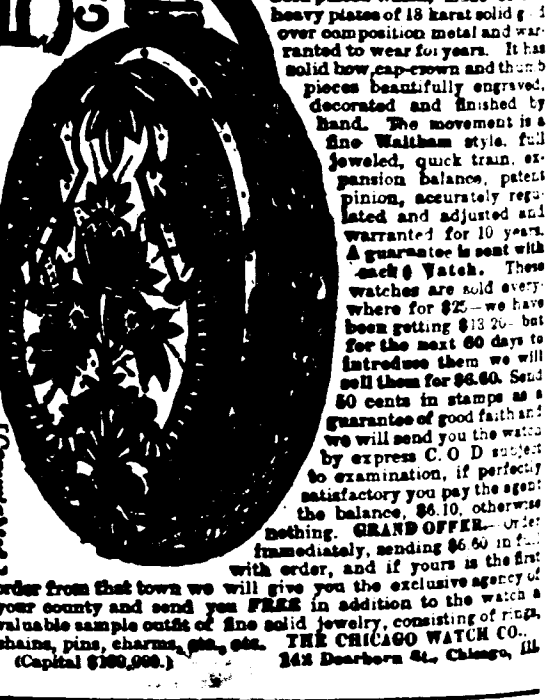 heavy plates of 18 karat solid
over composition metal and war-
ranted to wear for years. It has
solid bow, cap-crown and thumb
pieces beautifully engraved,
decorated and finished by
hand. The movement is a
fine Waltham style, full
jeweled, quick train, ex-
pansion balance, patent
pinion, accurately regu-
lated and adjusted and
warranted for 10 years.
A guarantee is sent with
each Watch. These
watches are sold every-
where for $25—we have
been getting $13.20— but
for the next 60 days to
introduce them we will
sell them for $6.60. Send
50 cents in stamps as a
guarantee of good faith and
we will send you the watch
by express C. O. D subject
to examination, if perfectly
satisfactory you pay the agent
the balance, $6.10, otherwise
nothing. GRAND OFFER.—Order
immediately, sending $6.60 in
with order, and if yours is the first
order from that town we will give you the exclusive agency of
your county and send you FREE in addition to the watch a
valuable sample outfit of fine solid jewelry, consisting of rings,
chains, pins, charms, etc., etc. THE CHICAGO WATCH CO.,
(Capital $100,000.) Dearborn St., Chicago, Ill.